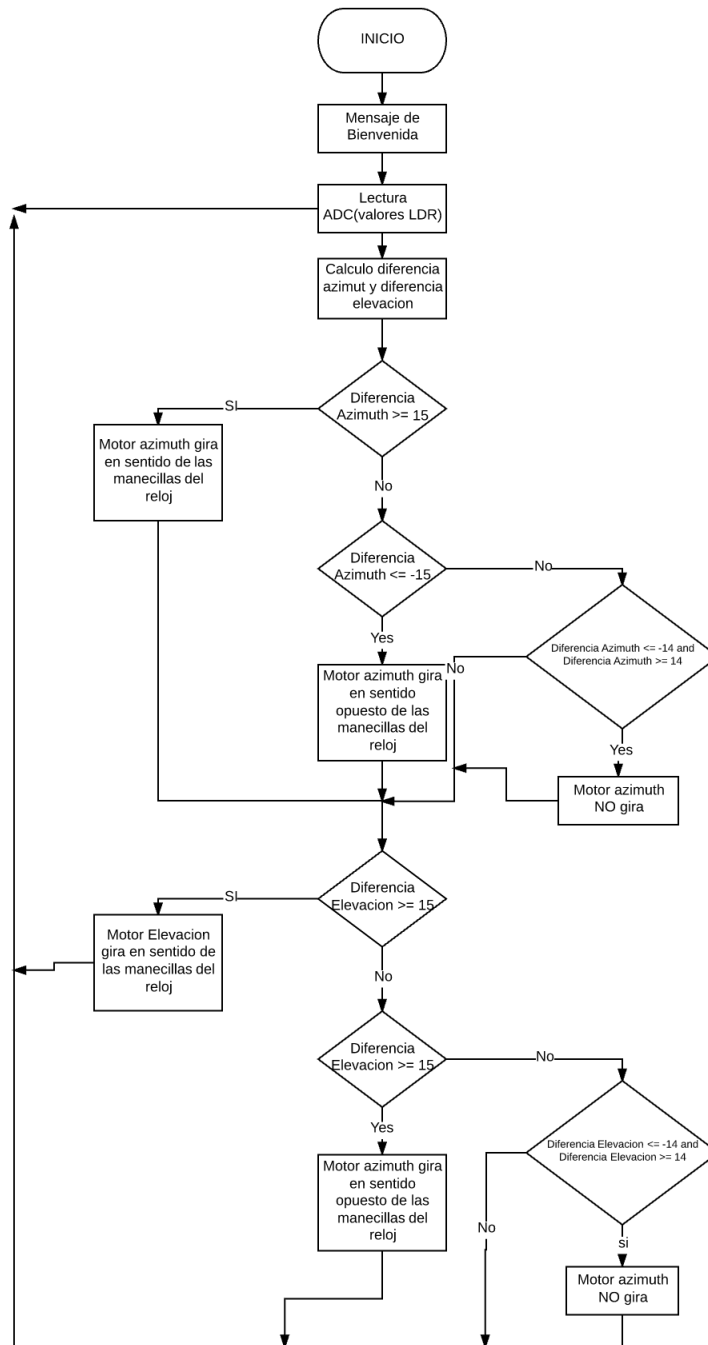 INICIO
Mensaje de
Bienvenida
Lectura
ADC(valores LDR)
Calculo diferencia
azimut y diferencia
elevacion
Diferencia
Azimuth >= 15
SI
Motor azimuth gira
en sentido de las
manecillas del
reloj
No
Diferencia
Azimuth <= -15
No
Diferencia Azimuth <= -14 and
Diferencia Azimuth >= 14
No
Yes
Motor azimuth gira
en sentido
opuesto de las
manecillas del
reloj
Yes
Motor azimuth
NO gira
Diferencia
Elevacion >= 15
SI
Motor Elevacion
gira en sentido de
las manecillas del
reloj
No
Diferencia
Elevacion >= 15
No
Diferencia Elevacion <= -14 and
Diferencia Elevacion >= 14
Yes
Motor azimuth gira
en sentido
opuesto de las
manecillas del
reloj
No
si
Motor azimuth
NO gira